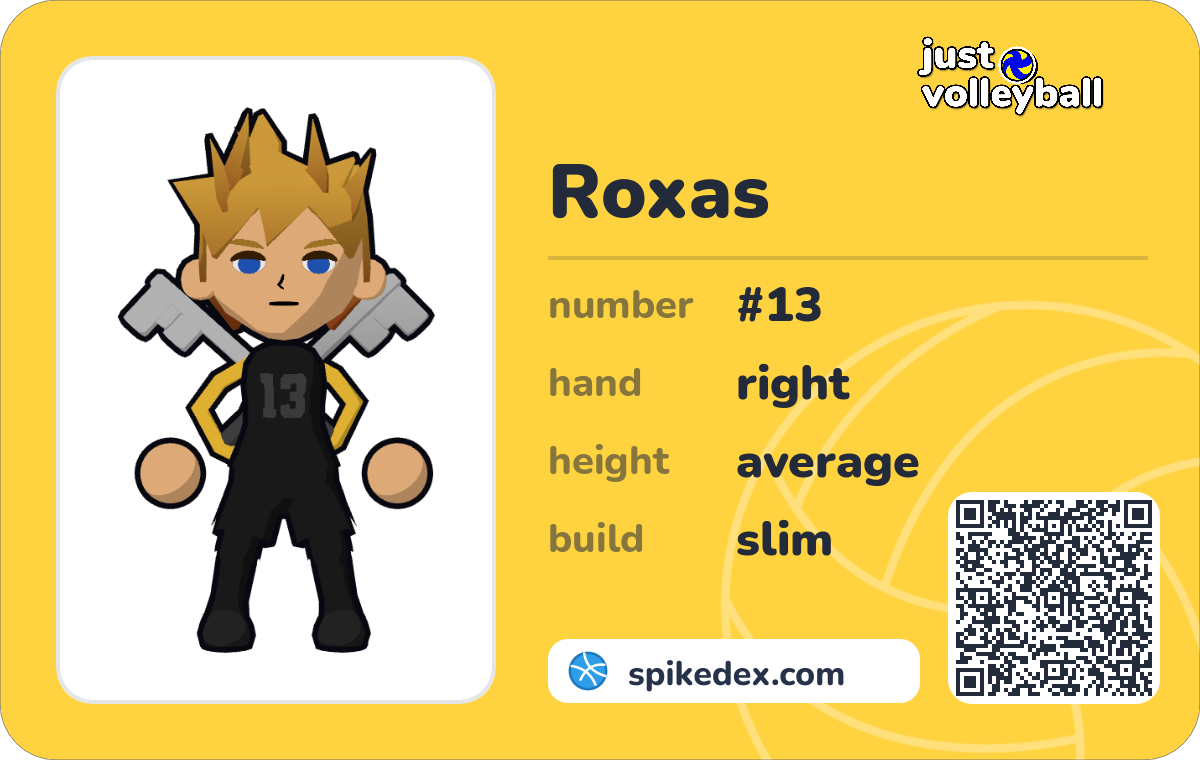 just
volleyball
Roxas
number #13
hand right
height average
build slim
13
spikedex.com